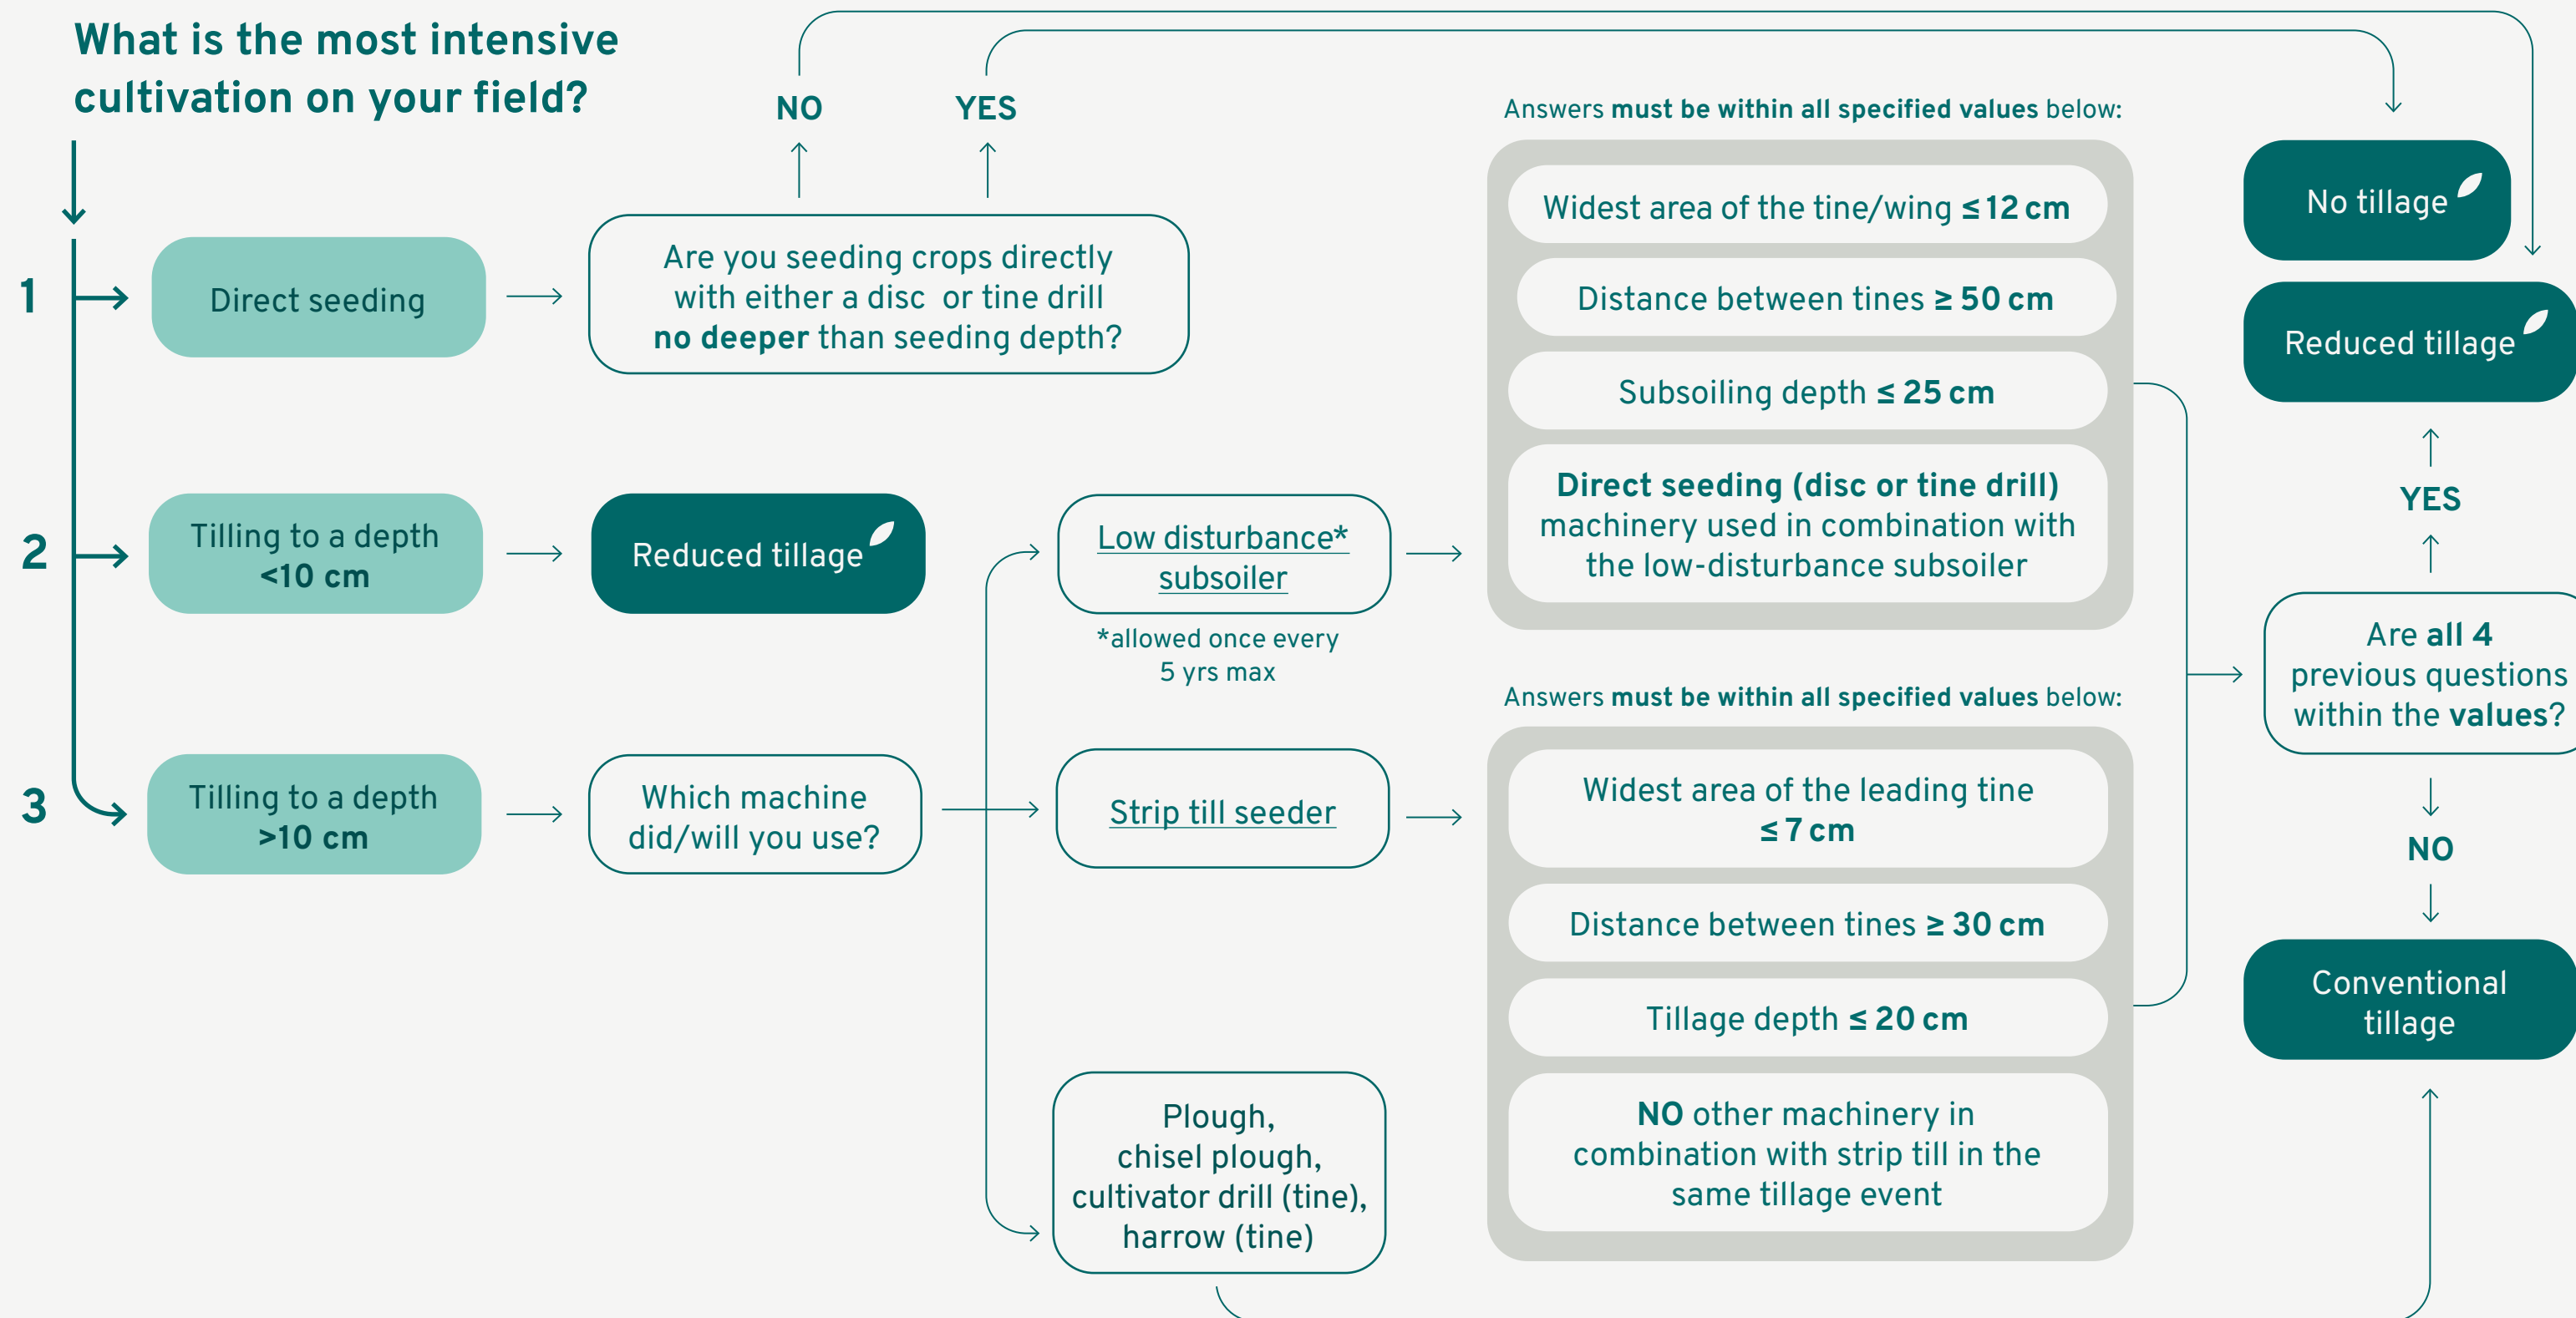 What is the most intensive
cultivation on your field?
NO
YES
1
Direct seeding
Are you seeding crops directly
with either a disc or tine drill
no deeper than seeding depth?
2
Tilling to a depth
<10 cm
Reduced tillage
Low disturbance*
subsoiler
*allowed once every
5 yrs max
3
Tilling to a depth
>10 cm
Which machine
did/will you use?
Strip till seeder
Plough,
chisel plough,
cultivator drill (tine),
harrow (tine)
Answers must be within all specified values below:
Widest area of the tine/wing ≤ 12 cm
Distance between tines ≥ 50 cm
Subsoiling depth ≤ 25 cm
Direct seeding (disc or tine drill)
machinery used in combination with
the low-disturbance subsoiler
Answers must be within all specified values below:
Widest area of the leading tine
≤ 7 cm
Distance between tines ≥ 30 cm
Tillage depth ≤ 20 cm
NO other machinery in
combination with strip till in the
same tillage event
No tillage
Reduced tillage
YES
Are all 4
previous questions
within the values?
NO
Conventional
tillage